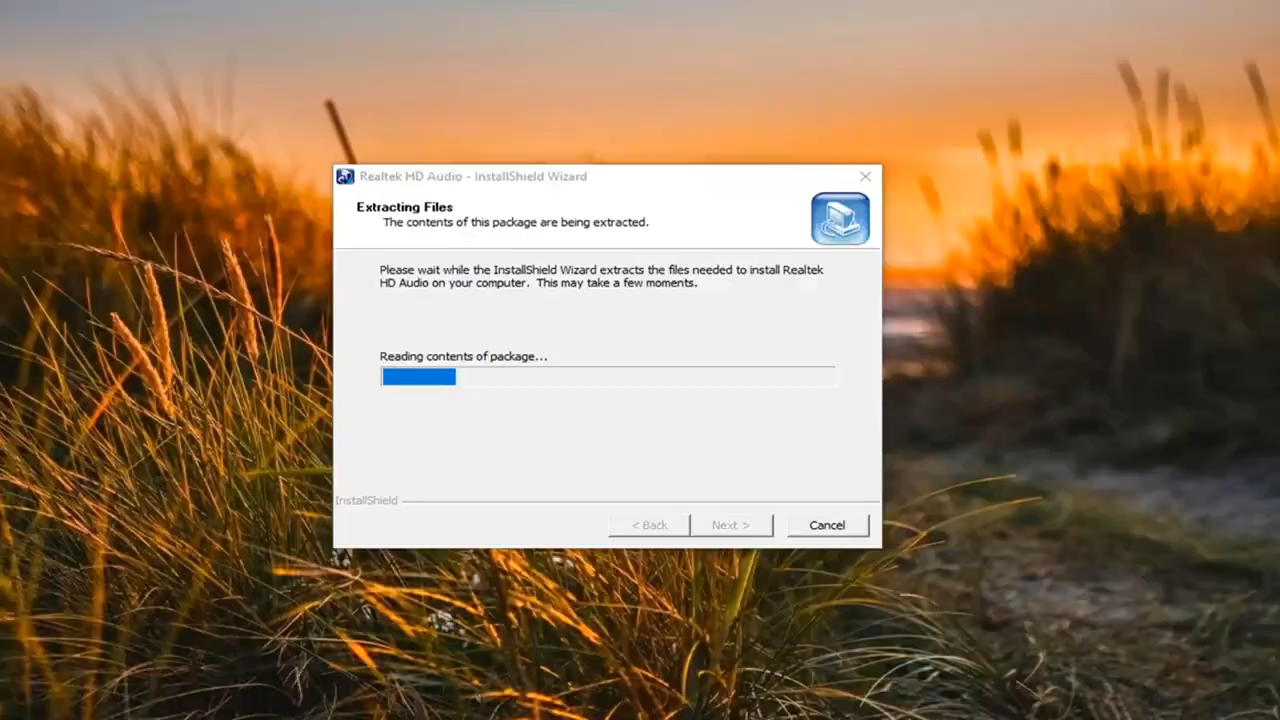 Realtek HD Audio - InstallShield Wizard
Extracting Files
The contents of this package are being extracted.
Please wait while the InstallShield Wizard extracts the files needed to install Realtek
HD Audio on your computer.  This may take a few moments.
Reading contents of package...
InstallShield
< Back
Next >
Cancel